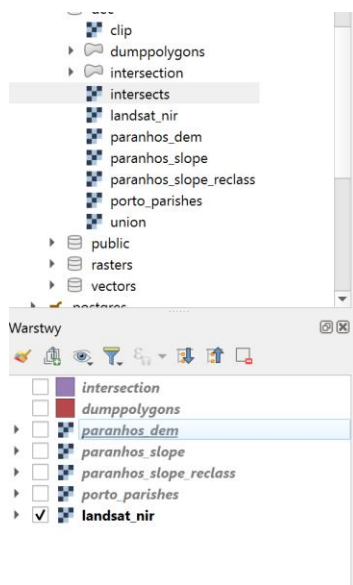 clip
dumppolygons
intersection
intersects
landsat_nir
paranhos_dem
paranhos_slope
paranhos_slope_reclass
porto_parishes
union
public
rasters
vectors
Warstwy
intersection
dumppolygons
paranhos_dem
paranhos_slope
paranhos_slope_reclass
porto_parishes
landsat_nir